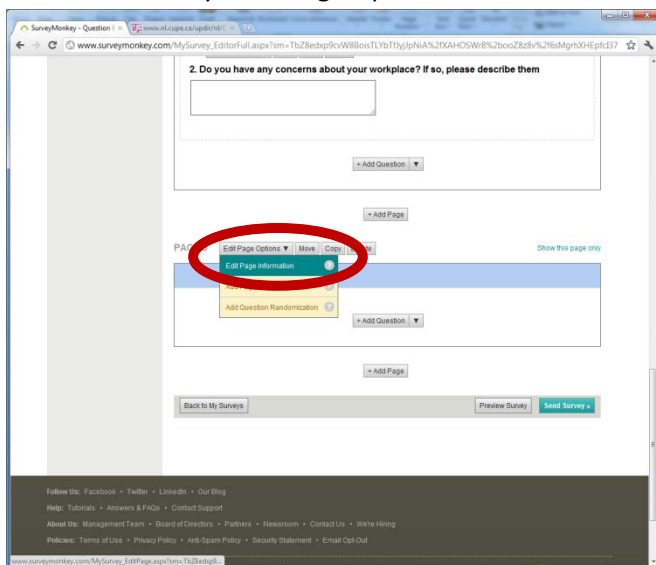 SurveyMonkey - Question
www.nl.cupe.ca/updir/nl/C
www.surveymonkey.com/MySurvey_EditorFull.aspx?sm=
2. Do you have any concerns about your workplace? If so, please describe them
+ Add Question ▼
+ Add Page
Edit Page Options ▼ Move Copy
Show this page only
Edit Page Information ?
Add Question Randomization ?
+ Add Question ▼
+ Add Page
Back to My Surveys Preview Survey Send Survey »
Follow Us: Facebook • Twitter • LinkedIn • Our Blog
Help: Tutorials • Answers & FAQs • Contact Support
About Us: Management Team • Board of Directors • Partners • Newsroom • Contact Us • We're Hiring
Policies: Terms of Use • Privacy Policy • Anti-Spam Policy • Security Statement • Email Opt-Out